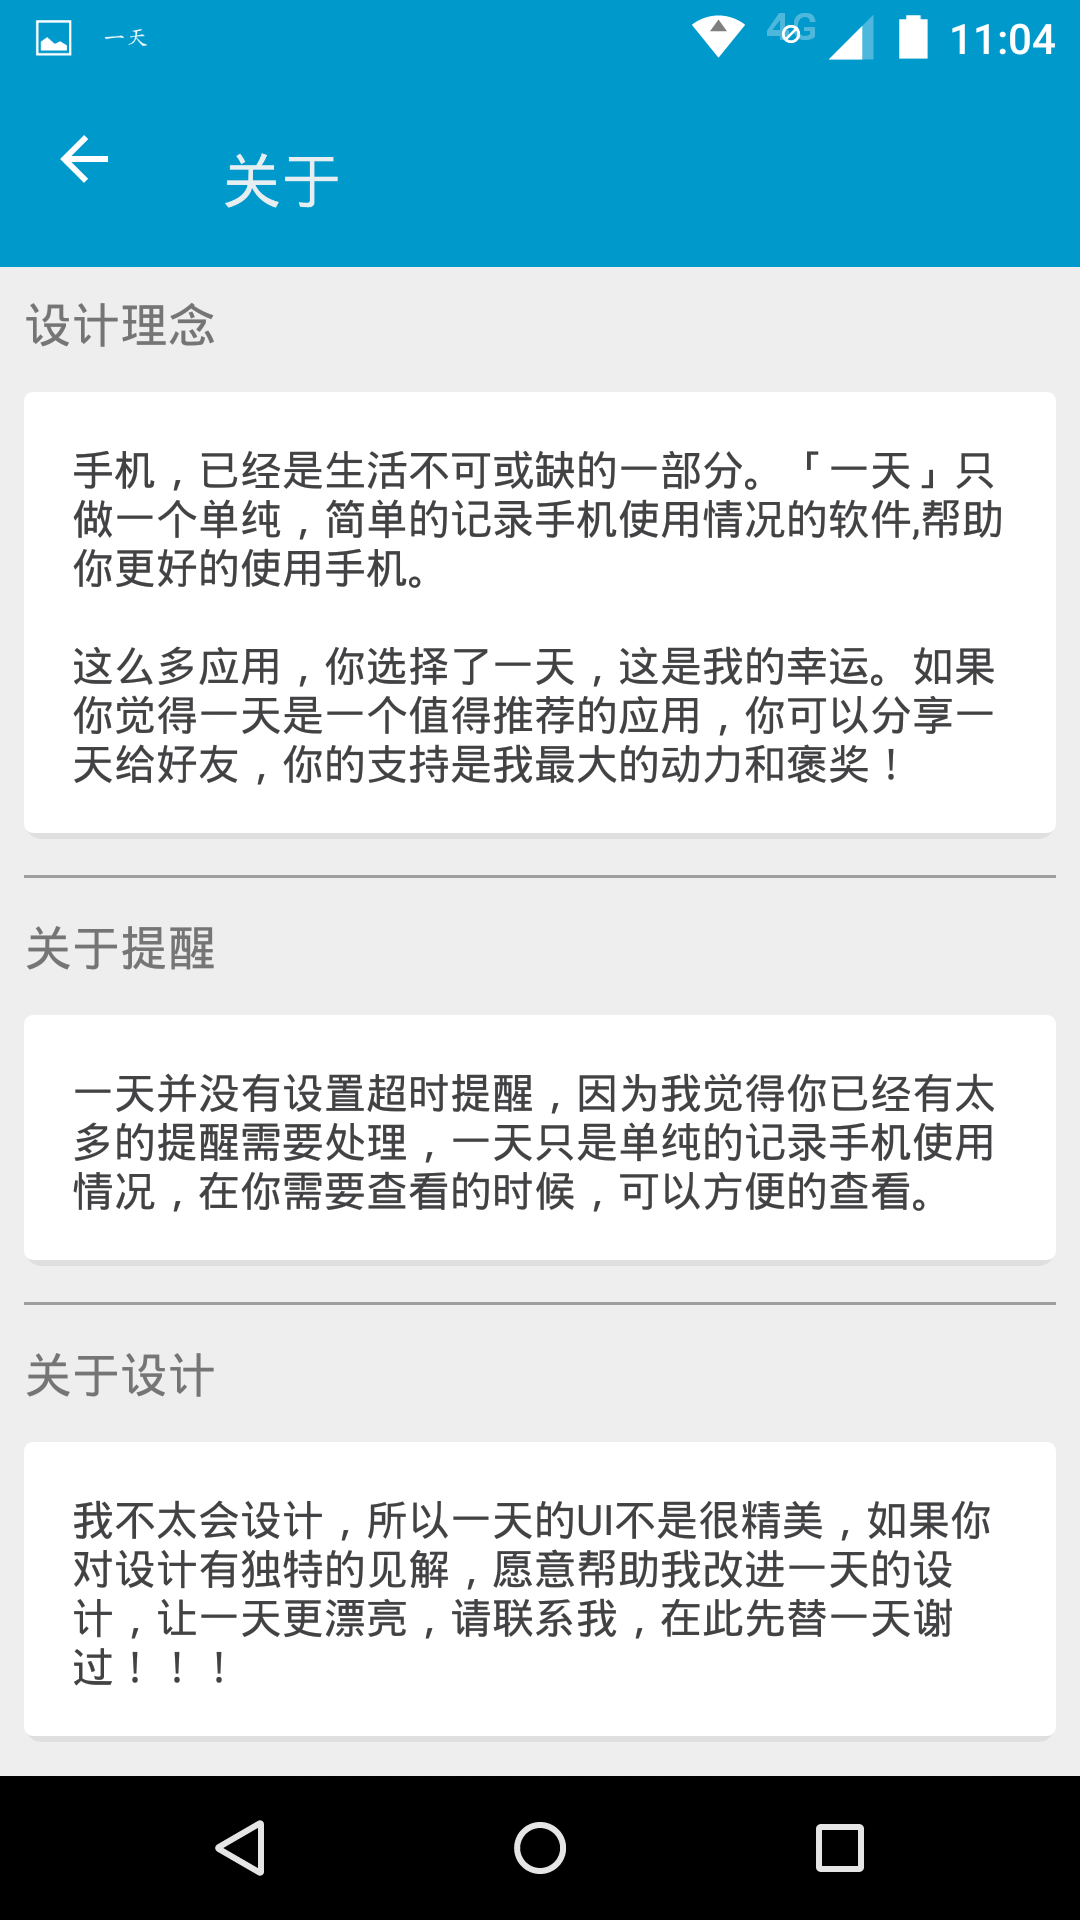 一天 4G 11:04
关于
设计理念
手机，已经是生活不可或缺的一部分。「一天」只
做一个单纯，简单的记录手机使用情况的软件,帮助
你更好的使用手机。
这么多应用，你选择了一天，这是我的幸运。如果
你觉得一天是一个值得推荐的应用，你可以分享一
天给好友，你的支持是我最大的动力和褒奖！
关于提醒
一天并没有设置超时提醒，因为我觉得你已经有太
多的提醒需要处理，一天只是单纯的记录手机使用
情况，在你需要查看的时候，可以方便的查看。
关于设计
我不太会设计，所以一天的UI不是很精美，如果你
对设计有独特的见解，愿意帮助我改进一天的设
计，让一天更漂亮，请联系我，在此先替一天谢
过！！！